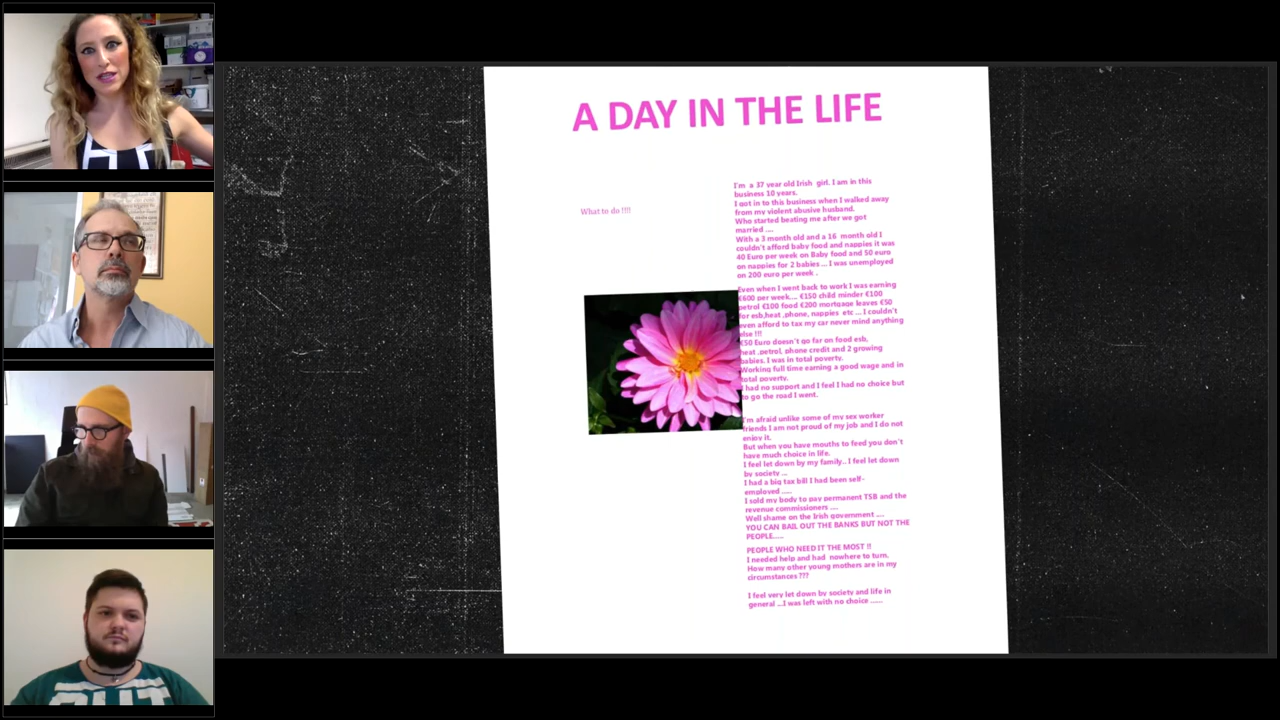 A DAY IN THE LIFE
What to do !!!!
I'm a 37 year old Irish girl. I am in this
business 10 years.
I got in to this business when I walked away
from my violent abusive husband.
Who started beating me after we got
married ....
With a 3 month old and a 16 month old I
couldn't afford baby food and nappies it was
40 Euro per week on Baby food and 50 euro
on nappies for 2 babies ... I was unemployed
on 200 euro per week .
Even when I went back to work I was earning
€600 per week.... €150 child minder €100
petrol €100 food €200 mortgage leaves €50
for esb,heat ,phone, nappies etc ... I couldn't
even afford to tax my car never mind anything
else !!!
€50 Euro doesn't go far on food esb,
heat ,petrol, phone credit and 2 growing
babies. I was in total poverty.
Working full time earning a good wage and in
total poverty.
I had no support and I feel I had no choice but
to go the road I went.
I'm afraid unlike some of my sex worker
friends I am not proud of my job and I do not
enjoy it.
But when you have mouths to feed you don't
have much choice in life.
I feel let down by my family.. I feel let down
by society ...
I had a big tax bill I had been self-
employed .....
I sold my body to pay permanent TSB and the
revenue commissioners ....
Well shame on the Irish government ....
YOU CAN BAIL OUT THE BANKS BUT NOT THE
PEOPLE.....
PEOPLE WHO NEED IT THE MOST !!
I needed help and had nowhere to turn.
How many other young mothers are in my
circumstances ???
I feel very let down by society and life in
general ...I was left with no choice ......